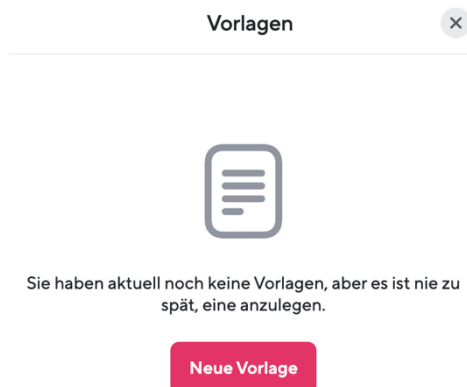 Vorlagen
Sie haben aktuell noch keine Vorlagen, aber es ist nie zu
spät, eine anzulegen.
Neue Vorlage